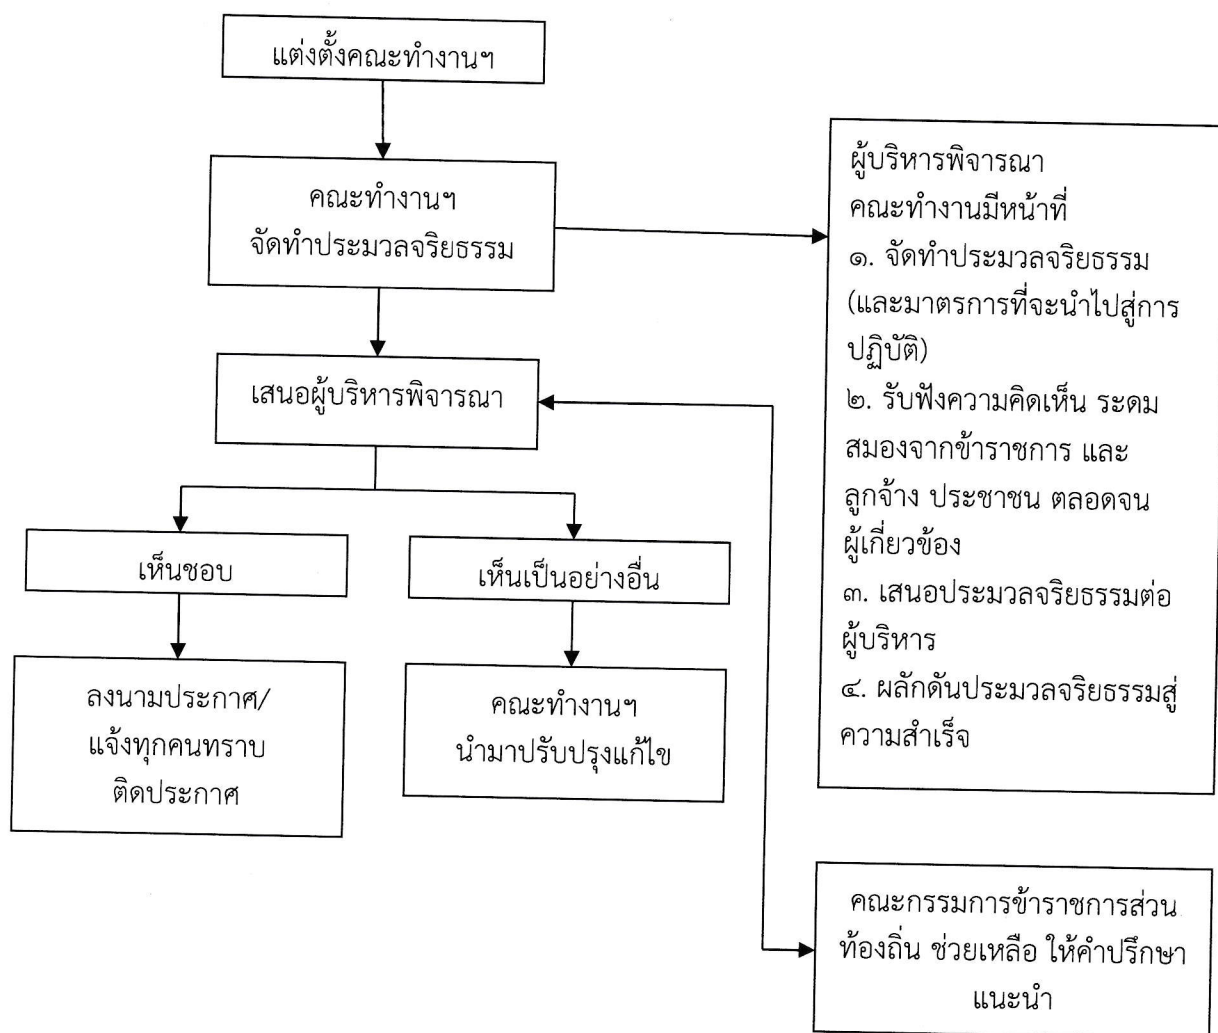 แต่งตั้งคณะทำงานฯ
คณะทำงานฯ
จัดทำประมวลจริยธรรม
ผู้บริหารพิจารณา
คณะทำงานมีหน้าที่
๑. จัดทำประมวลจริยธรรม
(และมาตรการที่จะนำไปสู่การ
ปฏิบัติ)
๒. รับฟังความคิดเห็น ระดม
สมองจากข้าราชการ และ
ลูกจ้าง ประชาชน ตลอดจน
ผู้เกี่ยวข้อง
๓. เสนอประมวลจริยธรรมต่อ
ผู้บริหาร
๔. ผลักดันประมวลจริยธรรมสู่
ความสำเร็จ
เสนอผู้บริหารพิจารณา
เห็นชอบ
เห็นเป็นอย่างอื่น
ลงนามประกาศ/
แจ้งทุกคนทราบ
ติดประกาศ
คณะทำงานฯ
นำมาปรับปรุงแก้ไข
คณะกรรมการข้าราชการส่วน
ท้องถิ่น ช่วยเหลือ ให้คำปรึกษา
แนะนำ